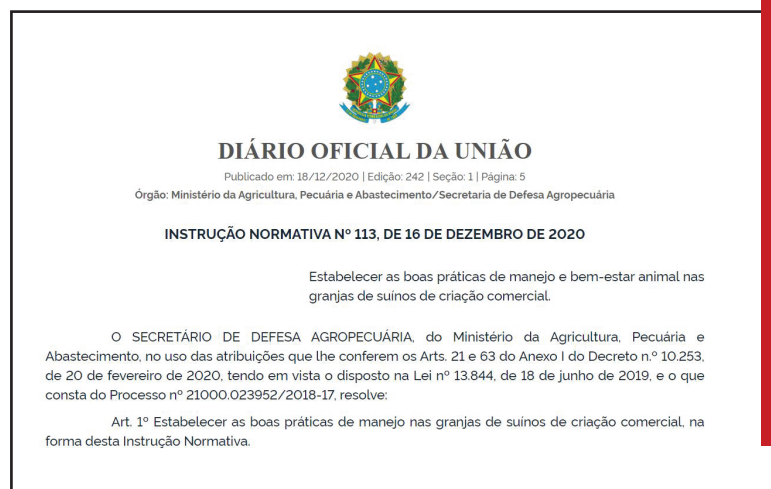 DIÁRIO OFICIAL DA UNIÃO
Publicado em: 18/12/2020 | Edição: 242 | Seção: 1 | Página: 5
Órgão: Ministério da Agricultura, Pecuária e Abastecimento/Secretaria de Defesa Agropecuária
INSTRUÇÃO NORMATIVA Nº 113, DE 16 DE DEZEMBRO DE 2020
Estabelecer as boas práticas de manejo e bem-estar animal nas
granjas de suínos de criação comercial.
O SECRETÁRIO DE DEFESA AGROPECUÁRIA, do Ministério da Agricultura, Pecuária e
Abastecimento, no uso das atribuições que lhe conferem os Arts. 21 e 63 do Anexo I do Decreto n.º 10.253,
de 20 de fevereiro de 2020, tendo em vista o disposto na Lei nº 13.844, de 18 de junho de 2019, e o que
consta do Processo nº 21000.023952/2018-17, resolve:
Art. 1º Estabelecer as boas práticas de manejo nas granjas de suínos de criação comercial, na
forma desta Instrução Normativa.